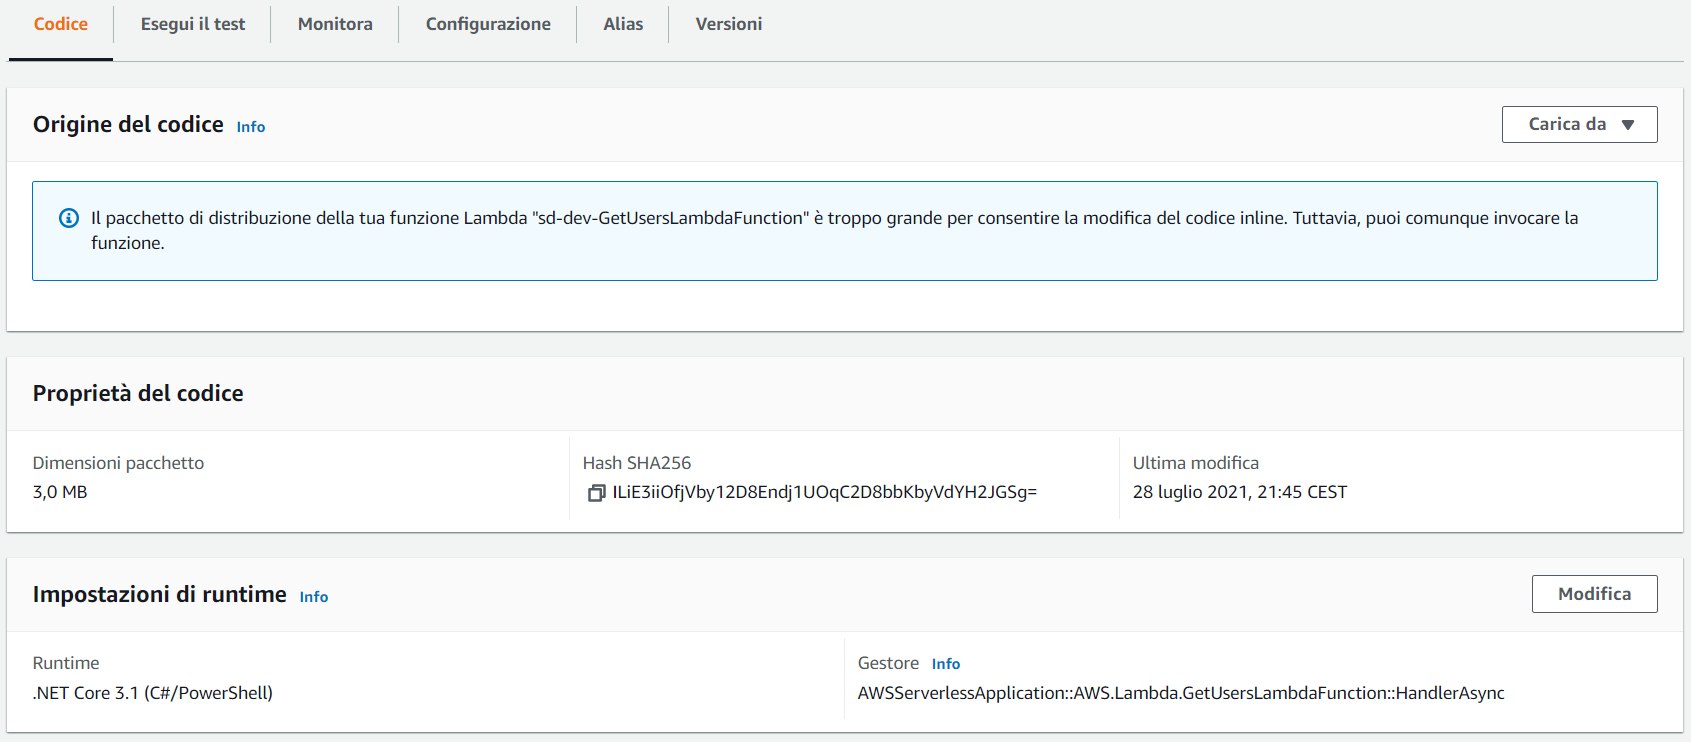 Codice Esegui il test Monitora Configurazione Alias Versioni
Origine del codice Info Carica da
Il pacchetto di distribuzione della tua funzione Lambda "sd-dev-GetUsersLambdaFunction" è troppo grande per consentire la modifica del codice inline. Tuttavia, puoi comunque invocare la
funzione.
Proprietà del codice
Dimensioni pacchetto Hash SHA256 Ultima modifica
3,0 MB ILiE3iiOfjVby12D8Endj1UOqC2D8bbKbyVdYH2JGSg= 28 luglio 2021, 21:45 CEST
Impostazioni di runtime Info Modifica
Runtime Gestore Info
.NET Core 3.1 (C#/PowerShell) AWSServerlessApplication::AWS.Lambda.GetUsersLambdaFunction::HandlerAsync